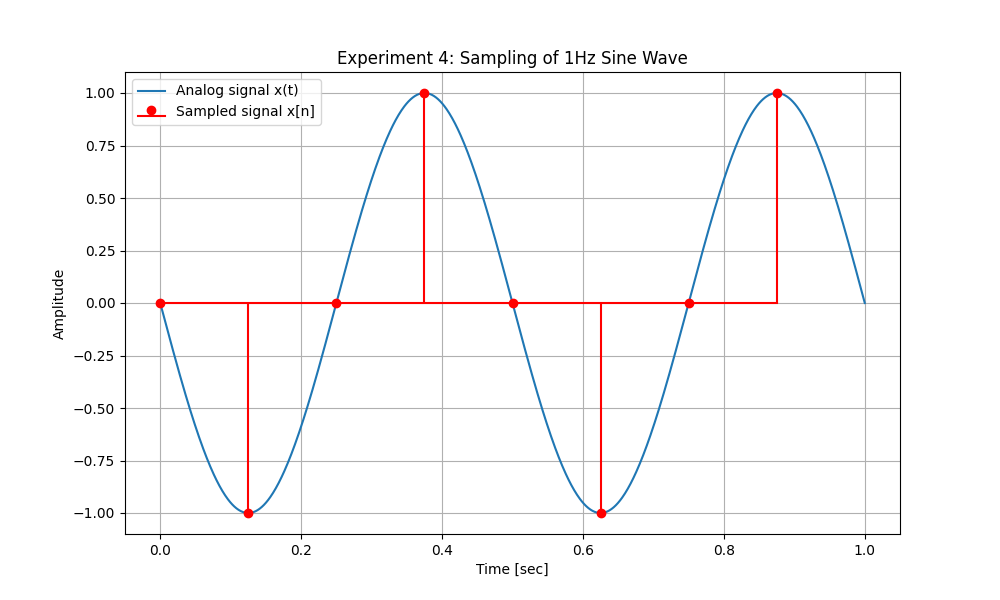 Experiment 4: Sampling of 1Hz Sine Wave
Analog signal x(t)
Sampled signal x[n]
1.00
0.75
0.50
0.25
0.00
−0.25
−0.50
−0.75
−1.00
Amplitude
0.0 0.2 0.4 0.6 0.8 1.0
Time [sec]